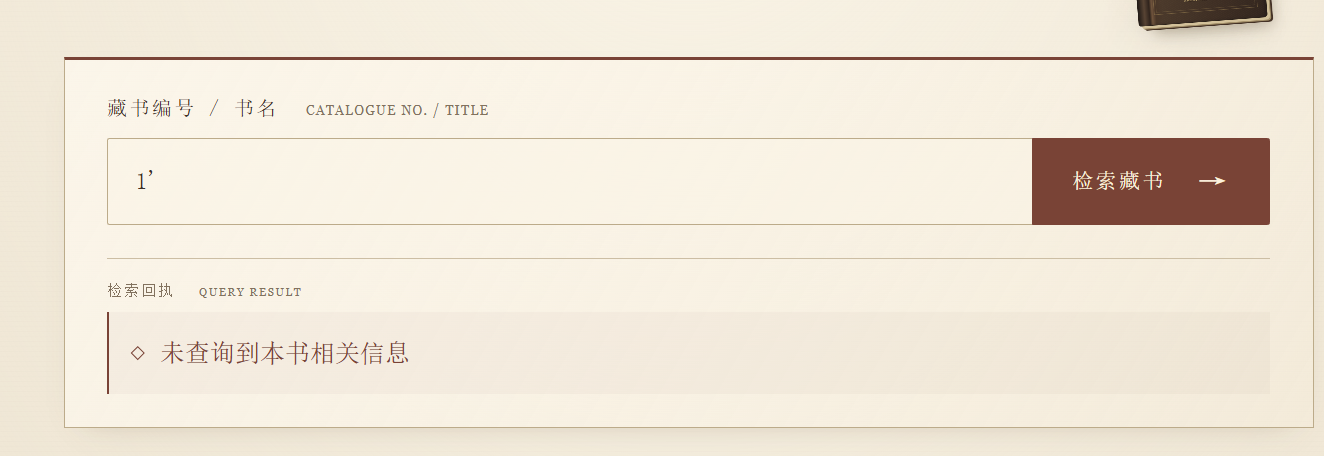 藏书编号 / 书名 CATALOGUE NO. / TITLE
1’
检索藏书 →
检索回执 QUERY RESULT
◇ 未查询到本书相关信息